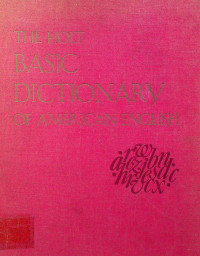 THE HOLT
BASIC
DICTIONARY
OF AMERICAN ENGLISH